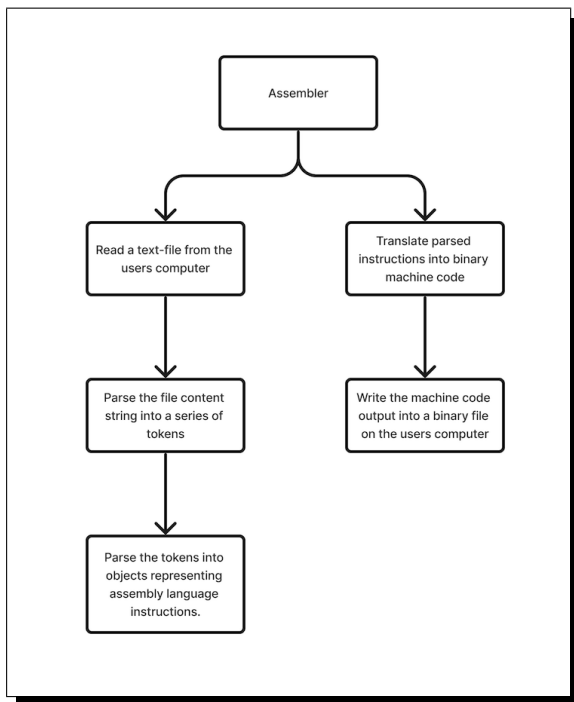 Assembler
Read a text-file from the
users computer
Translate parsed
instructions into binary
machine code
Parse the file content
string into a series of
tokens
Write the machine code
output into a binary file
on the users computer
Parse the tokens into
objects representing
assembly language
instructions.